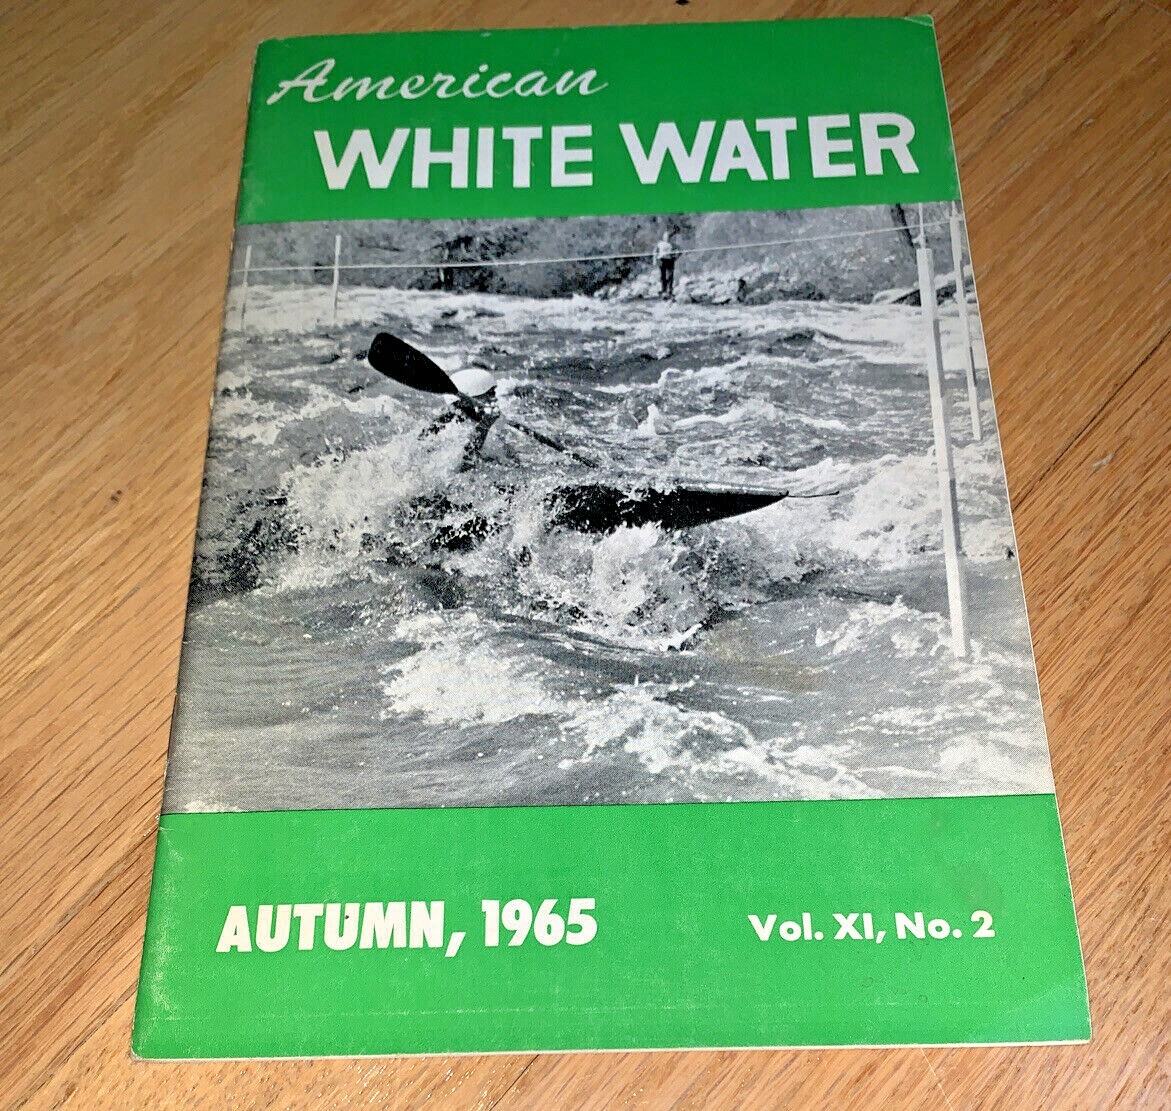 American
WHITE WATER
AUTUMN, 1965
Vol. XI, No. 2